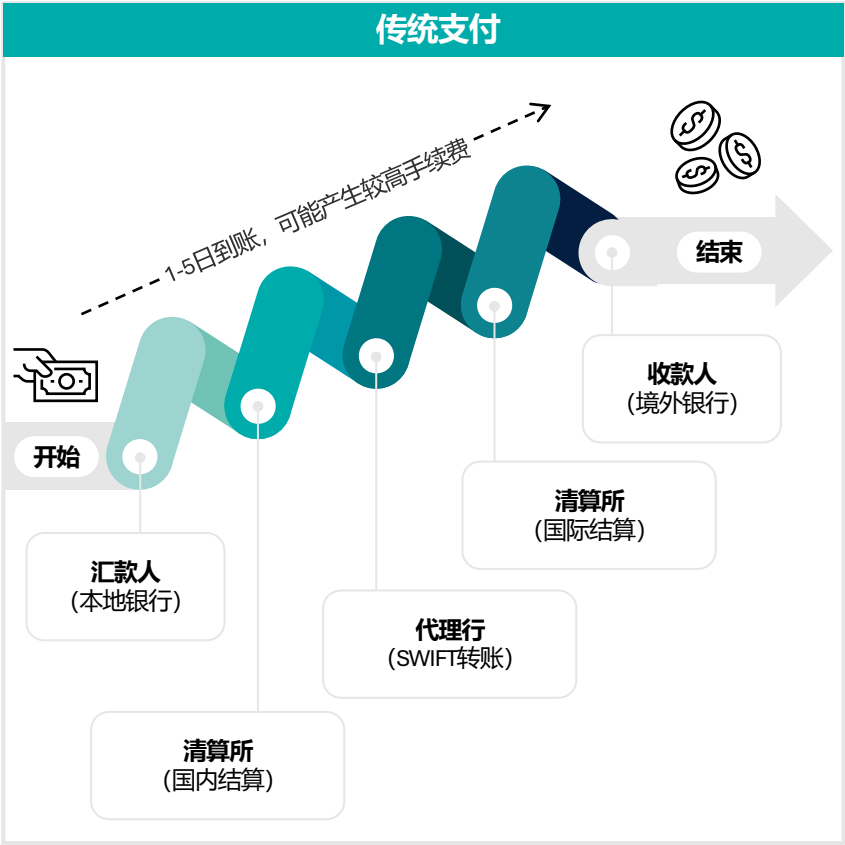 传统支付
1-5日到账，可能产生较高手续费
开始
结束
汇款人
(本地银行)
清算所
(国内结算)
代理行
(SWIFT转账)
清算所
(国际结算)
收款人
(境外银行)